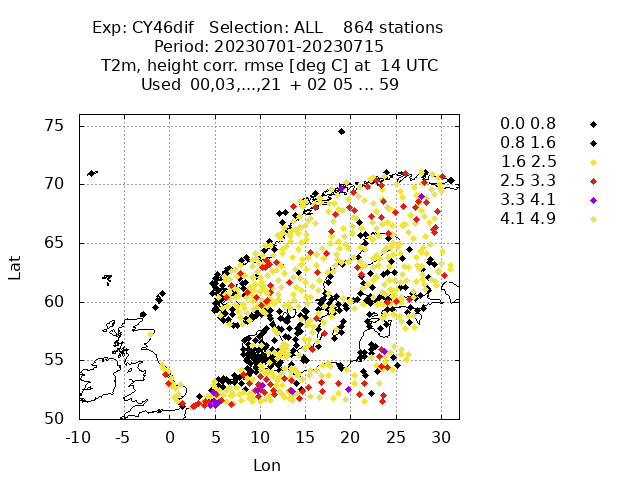 Exp: CY46dif   Selection: ALL    864 stations
Period: 20230701-20230715
T2m, height corr. rmse [deg C] at  14 UTC
Used  00,03,...,21  + 02 05 ... 59
75
70
65
60
55
50
Lat
-10 -5 0 5 10 15 20 25 30
Lon
0.0 0.8
0.8 1.6
1.6 2.5
2.5 3.3
3.3 4.1
4.1 4.9